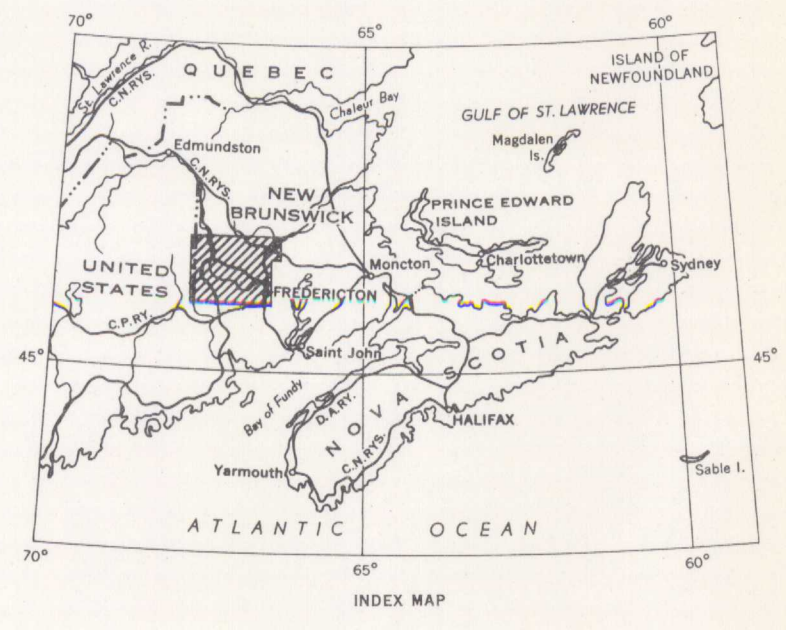 70°
65°
60°
ISLAND OF
NEWFOUNDLAND
St. Lawrence R.
C.N.RYS.
QUEBEC
Chaleur Bay
GULF OF ST. LAWRENCE
Magdalen
Is.
Edmundston
C.N.RYS.
NEW
BRUNSWICK
PRINCE EDWARD
ISLAND
UNITED
STATES
Moncton
Charlottetown
Sydney
FREDERICTON
C.P.RY.
Saint John
45°
45°
NOVA SCOTIA
Bay of Fundy
D.A.RY.
C.N.RYS.
HALIFAX
Yarmouth
Sable I.
ATLANTIC OCEAN
70°
65°
60°
INDEX MAP